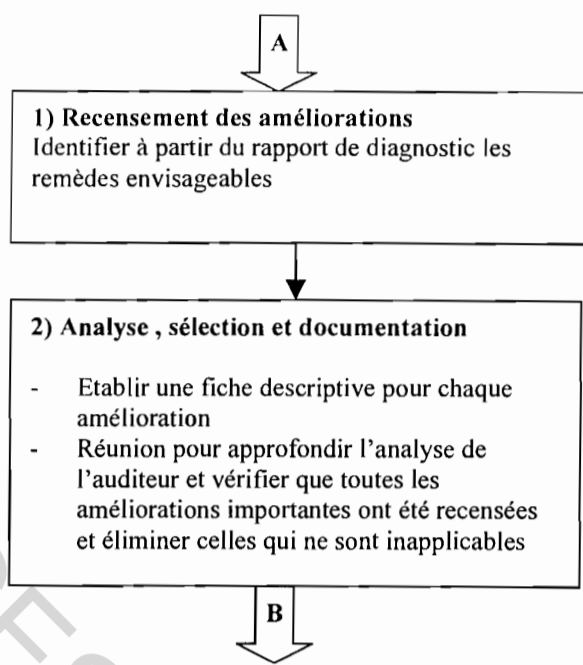 A
1) Recensement des améliorations
Identifier à partir du rapport de diagnostic les
remèdes envisageables
2) Analyse , sélection et documentation
- Etablir une fiche descriptive pour chaque
amélioration
- Réunion pour approfondir l'analyse de
l'auditeur et vérifier que toutes les
améliorations importantes ont été recensées
et éliminer celles qui ne sont inapplicables
B